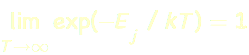 lim exp(−E_j / kT) = 1
T→∞